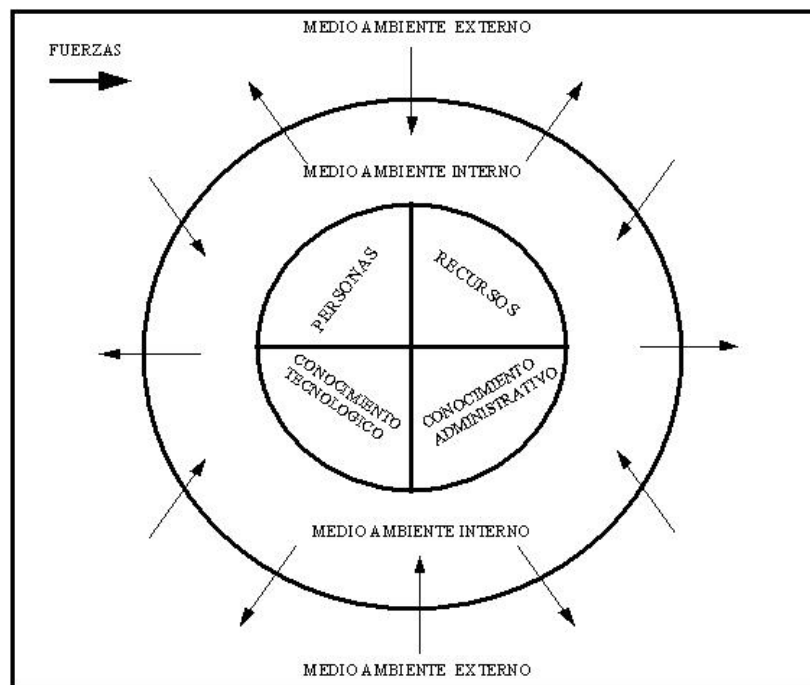 MEDIO AMBIENTE EXTERNO
FUERZAS
MEDIO AMBIENTE INTERNO
PERSONAS
RECURSOS
CONOCIMIENTO
TECNOLOGICO
CONOCIMIENTO
ADMINISTRATIVO
MEDIO AMBIENTE INTERNO
MEDIO AMBIENTE EXTERNO